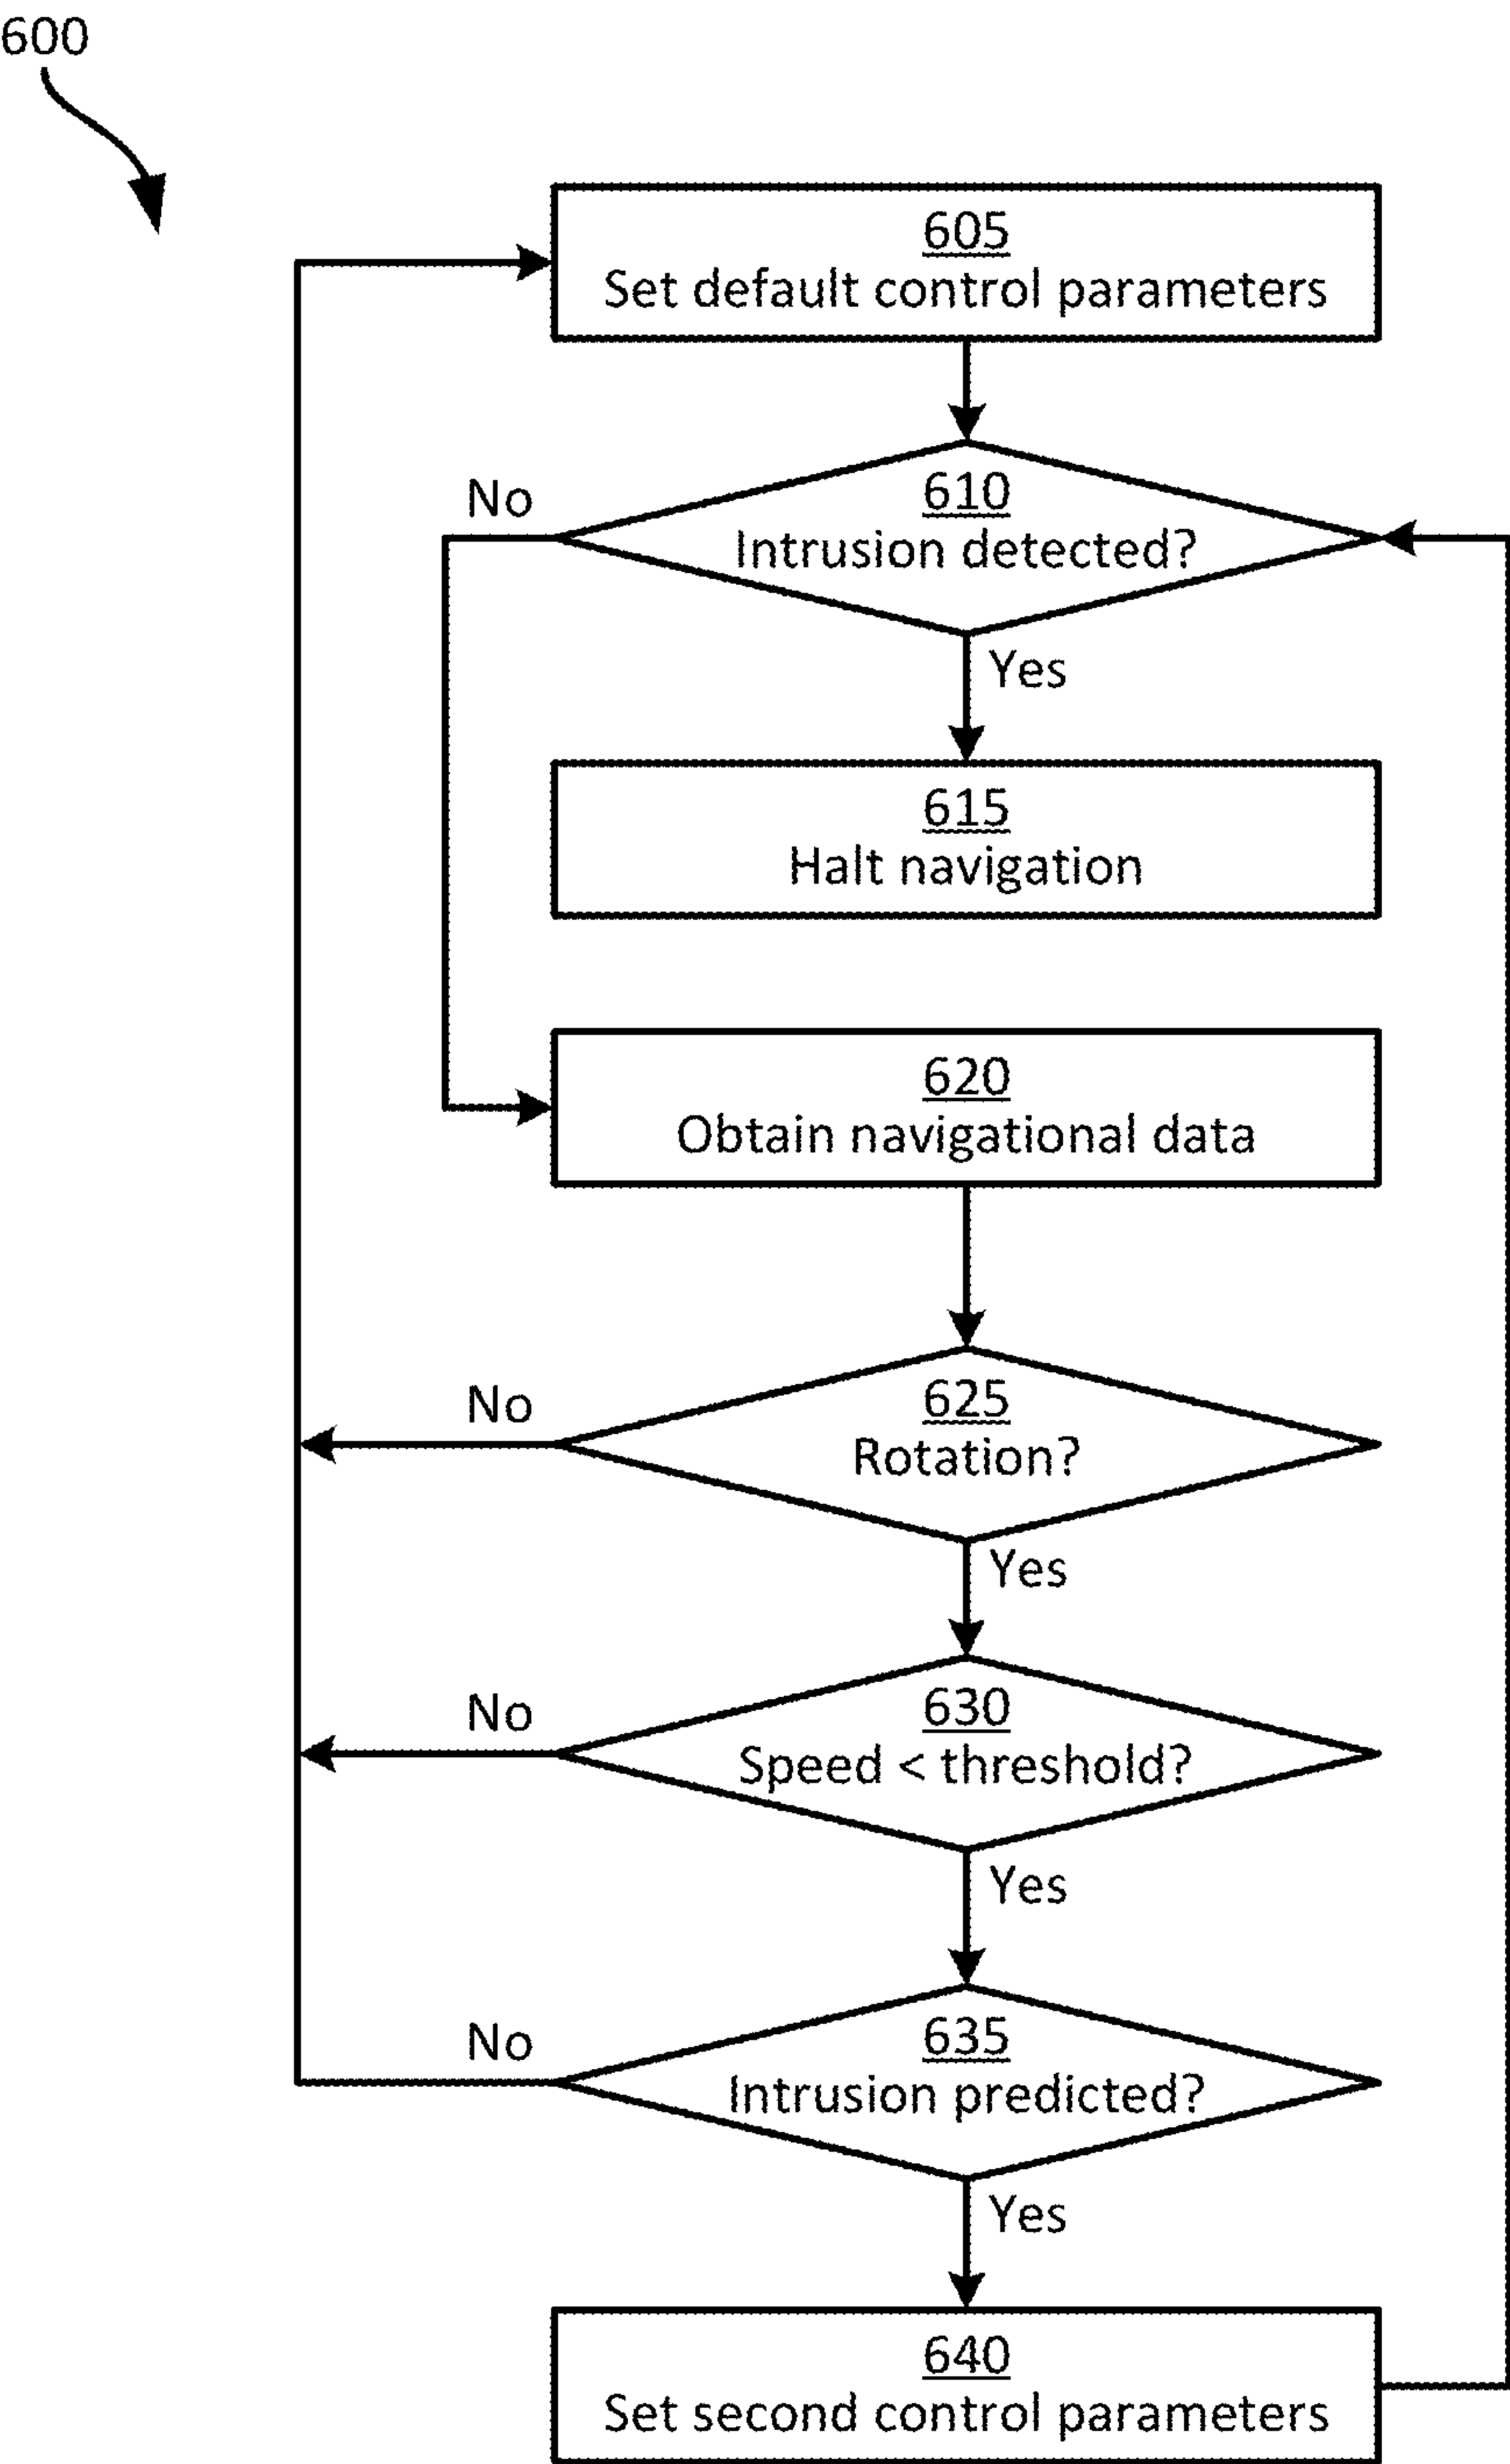 600
605
Set default control parameters
No
610
Intrusion detected?
Yes
615
Halt navigation
620
Obtain navigational data
No
625
Rotation?
Yes
No
630
Speed < threshold?
Yes
No
635
Intrusion predicted?
Yes
640
Set second control parameters